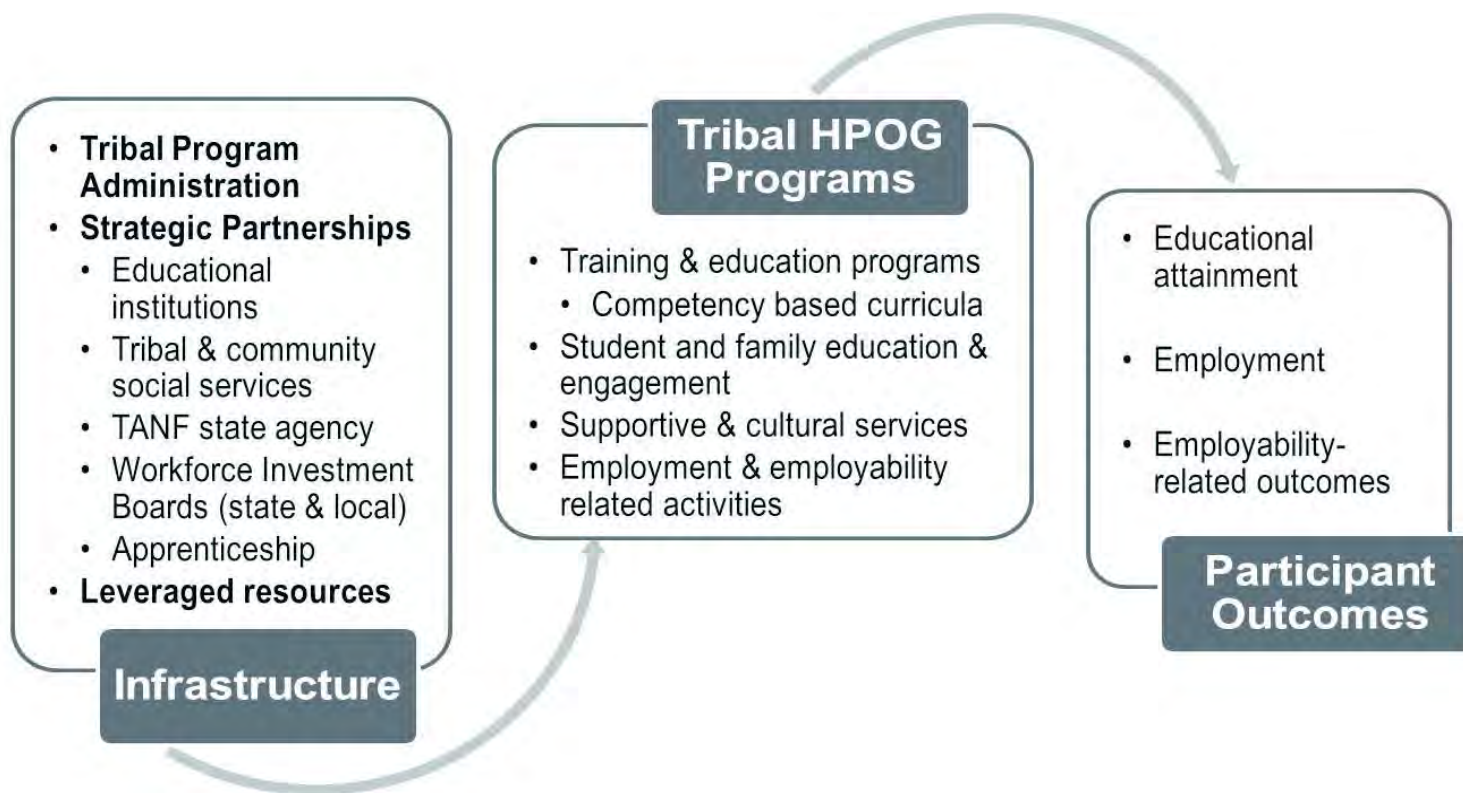 • Tribal Program
Administration
• Strategic Partnerships
• Educational
institutions
• Tribal & community
social services
• TANF state agency
• Workforce Investment
Boards (state & local)
• Apprenticeship
• Leveraged resources
Infrastructure
Tribal HPOG
Programs
• Training & education programs
• Competency based curricula
• Student and family education &
engagement
• Supportive & cultural services
• Employment & employability
related activities
• Educational
attainment
• Employment
• Employability-
related outcomes
Participant
Outcomes